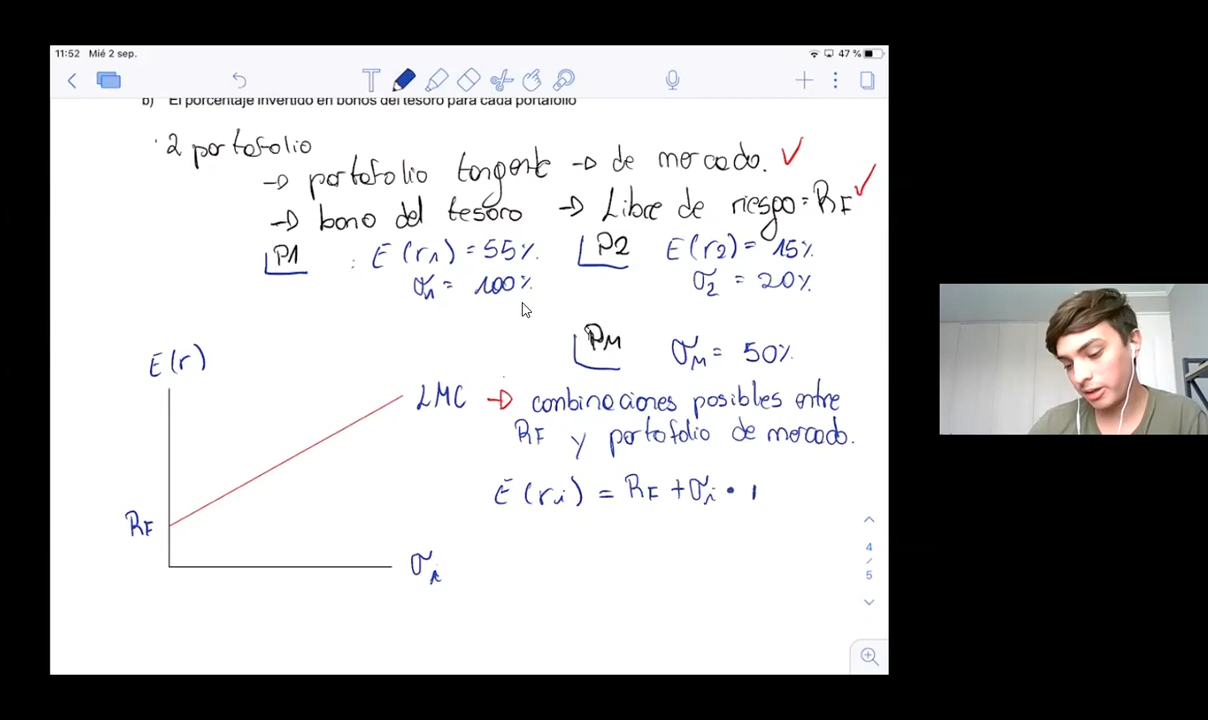 11:52 Mié 2 sep.
47 %
b) El porcentaje invertido en bonos del tesoro para cada portafolio
2 portafolio
→ portafolio tangente → de mercado. ✓
→ bono del tesoro → Libre de riespo = RF ✓
P1 : E(r1) = 55%. P2 E(r2) = 15%.
σ1 = 100% σ2 = 20%.
PM σM = 50%.
E(r)
LMC → combinaciones posibles entre
RF y portafolio de mercado.
E(ri) = RF + σi •
RF
σi
4
/
5